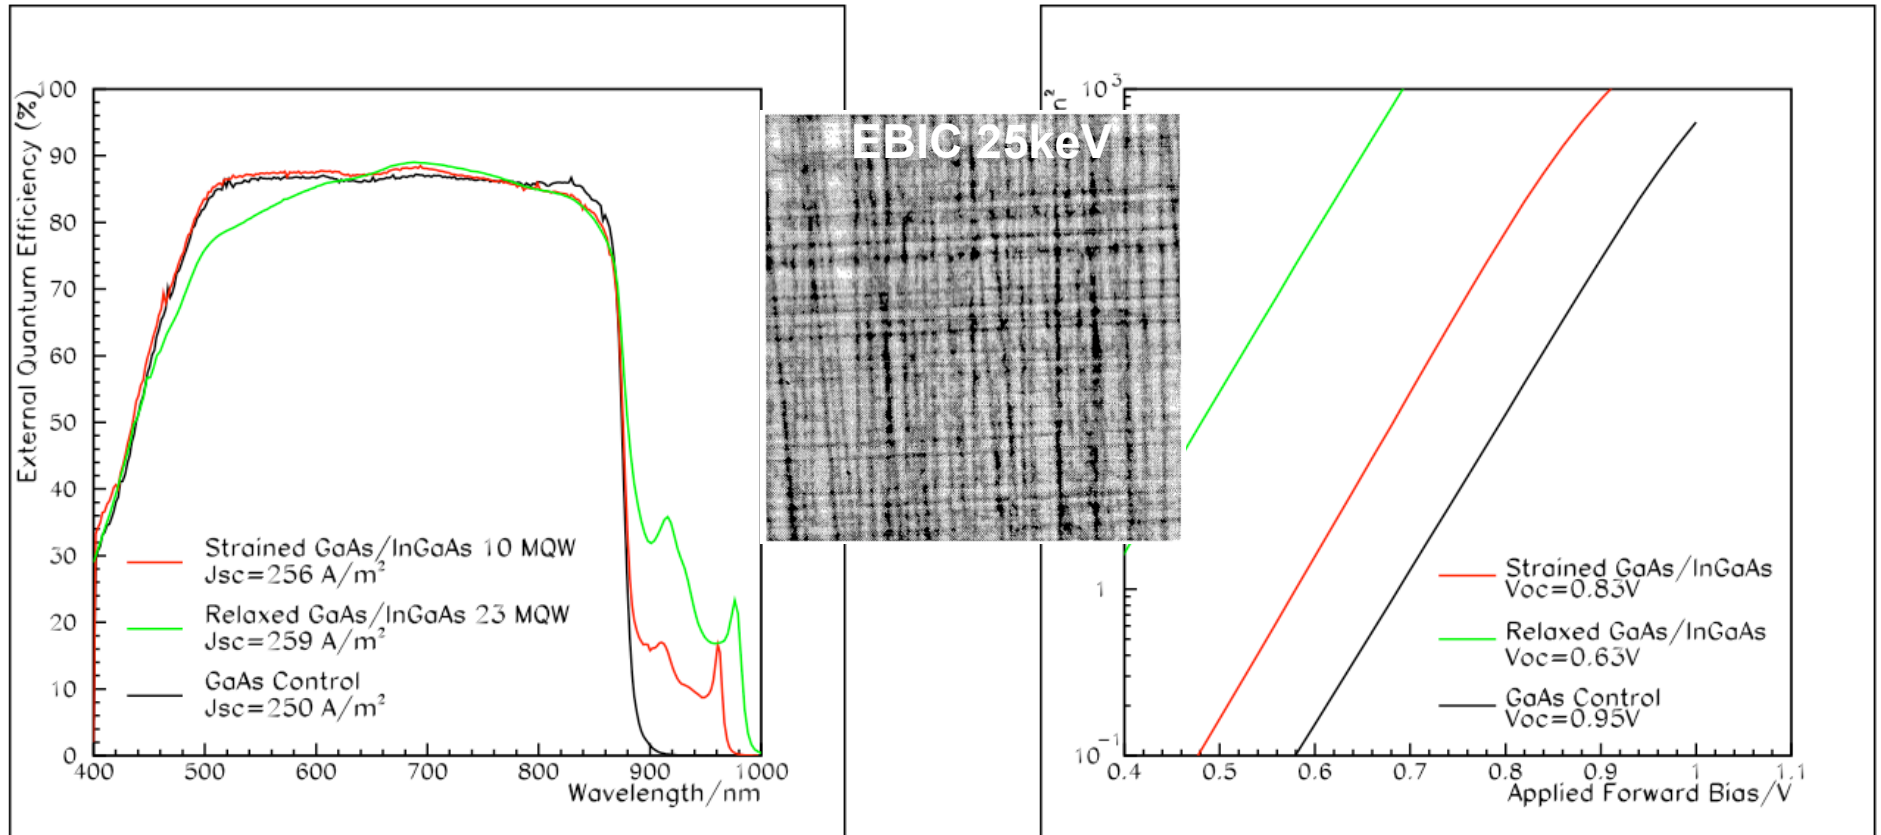 External Quantum Efficiency (%)
100
90
80
70
60
50
40
30
20
10
0
400 500 600 700 800 900 1000
Wavelength/nm
Strained GaAs/InGaAs 10 MQW
Jsc=256 A/m²
Relaxed GaAs/InGaAs 23 MQW
Jsc=259 A/m²
GaAs Control
Jsc=250 A/m²
EBIC 25keV
10³
1
10⁻¹
0.4 0.5 0.6 0.7 0.8 0.9 1 1.1
Applied Forward Bias/V
Strained GaAs/InGaAs
Voc=0.83V
Relaxed GaAs/InGaAs
Voc=0.63V
GaAs Control
Voc=0.95V